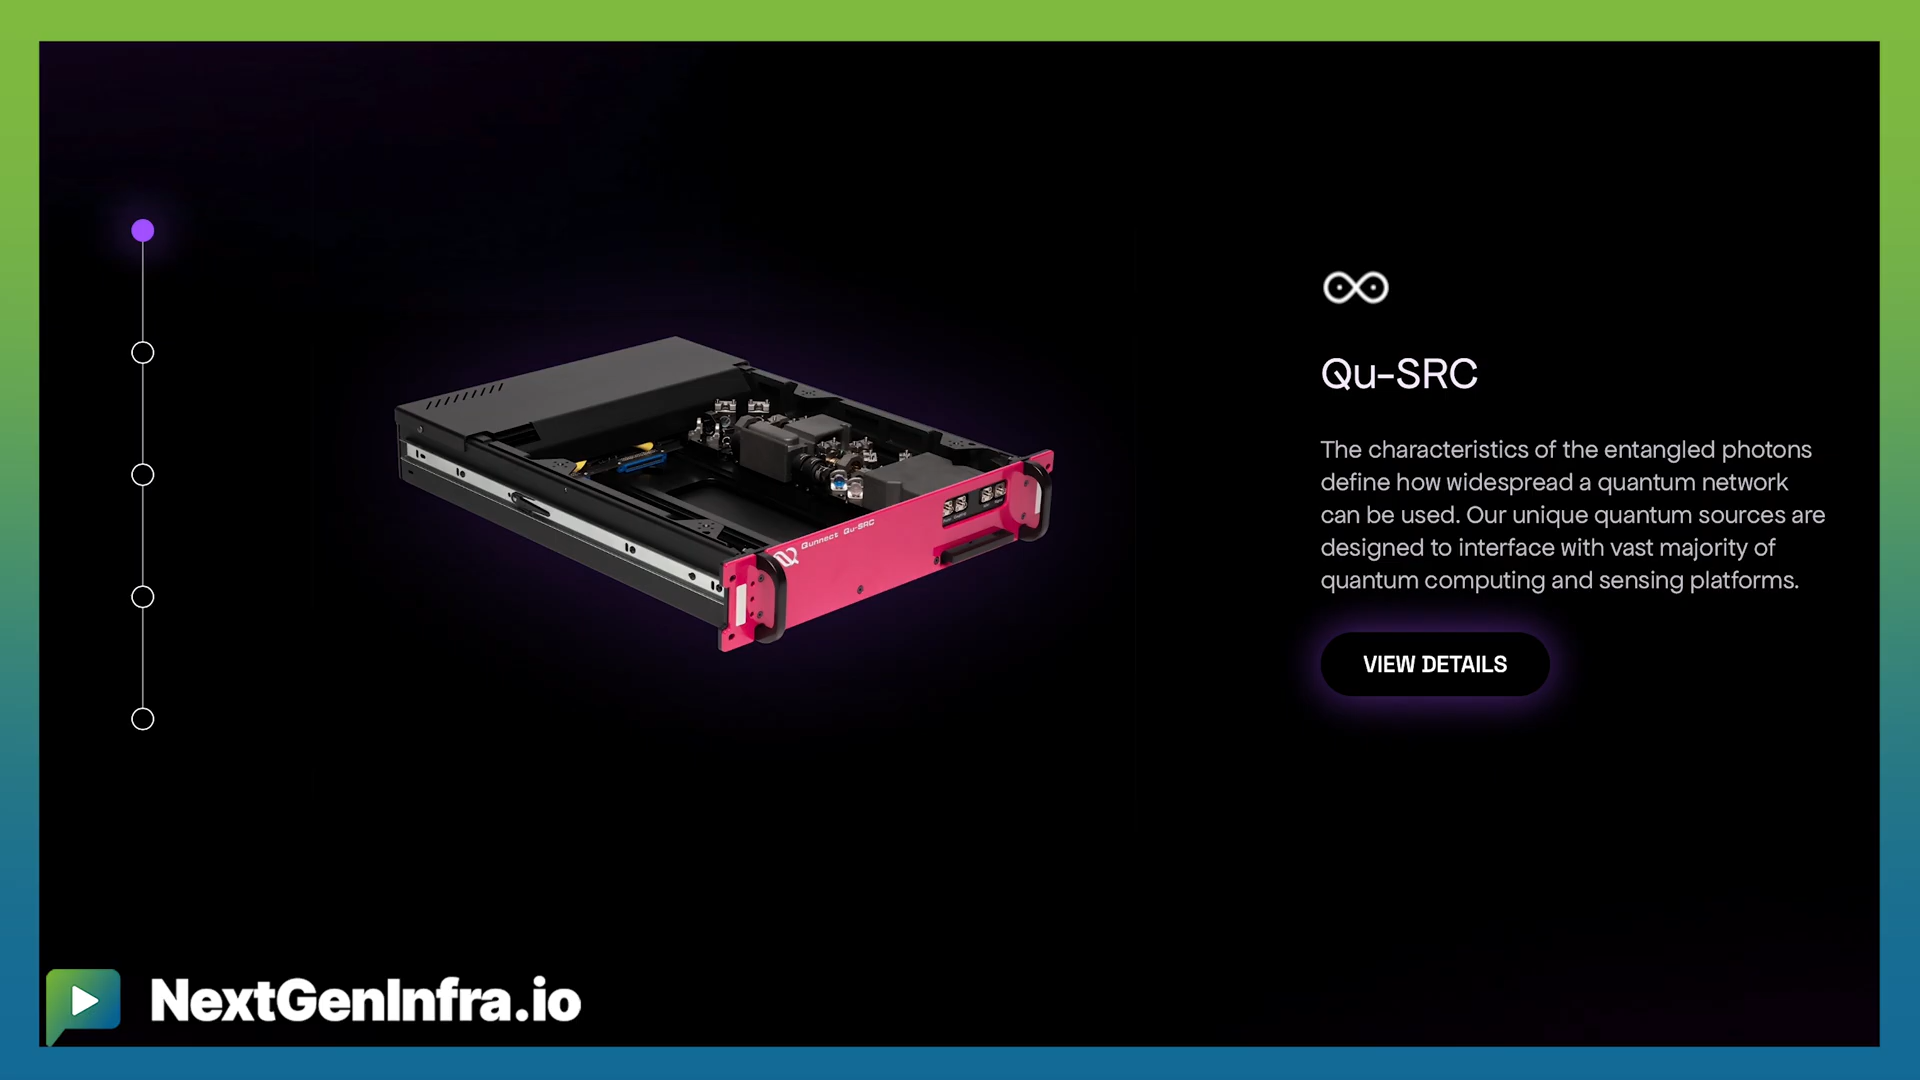 Qu-SRC
The characteristics of the entangled photons
define how widespread a quantum network
can be used. Our unique quantum sources are
designed to interface with vast majority of
quantum computing and sensing platforms.
VIEW DETAILS
Qunnect Qu-SRC
NextGenInfra.io